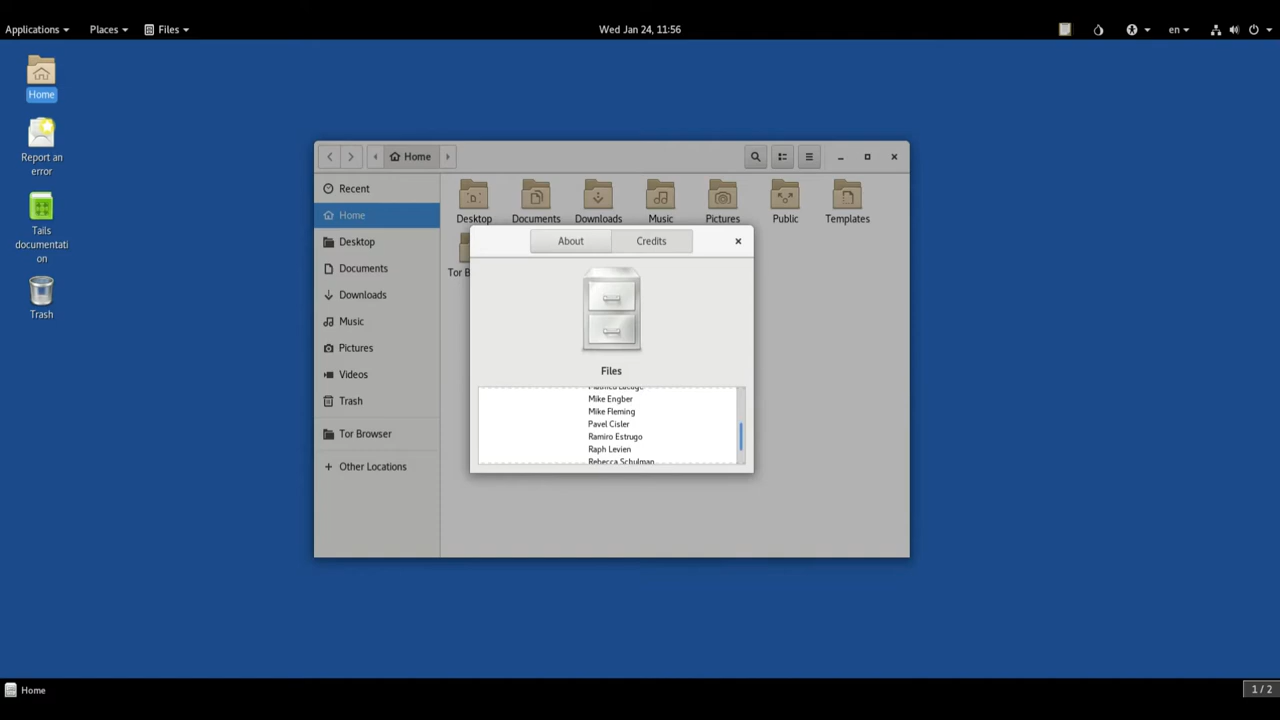 Applications Places Files Wed Jan 24, 11:56 en
Home
Report an
error
Tails
documentati
on
Trash
Home
Recent
Home
Desktop
Documents
Downloads
Music
Pictures
Videos
Trash
Tor Browser
Other Locations
Desktop Documents Downloads Music Pictures Public Templates
Tor B
About Credits
Files
Mike Engber
Mike Fleming
Pavel Cisler
Ramiro Estrugo
Raph Levien
Rebecca Schulman
Home 1 / 2